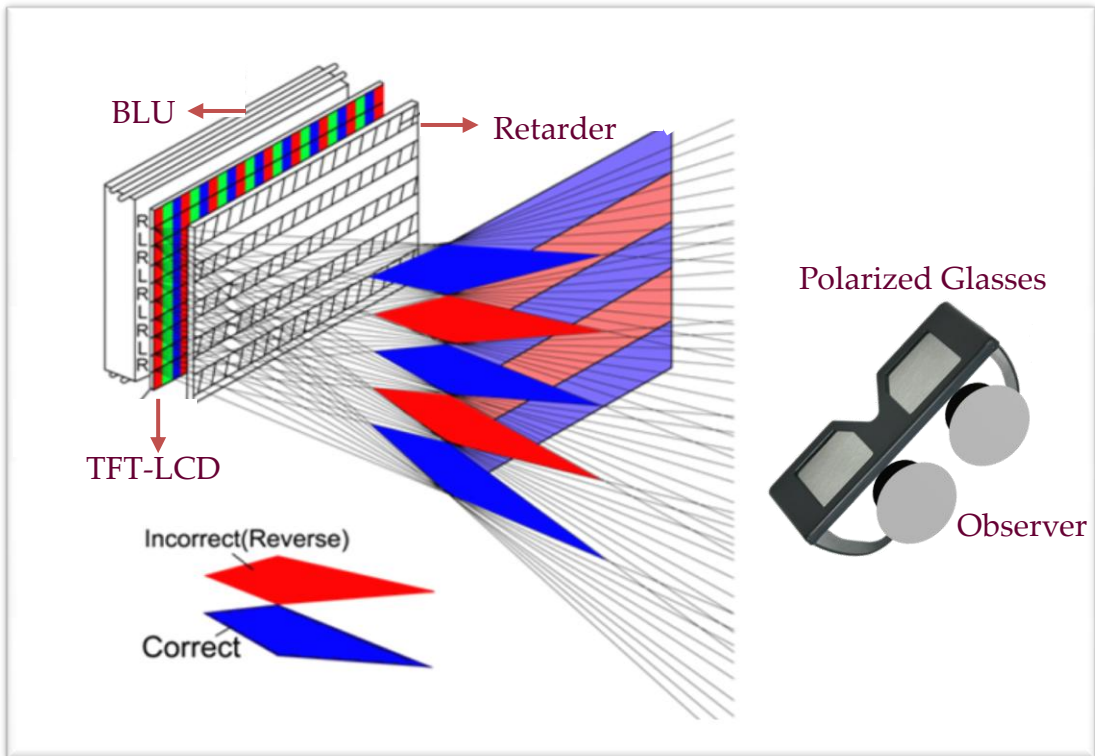 BLU
Retarder
R
L
R
L
R
L
R
L
R
TFT-LCD
Polarized Glasses
Observer
Incorrect(Reverse)
Correct